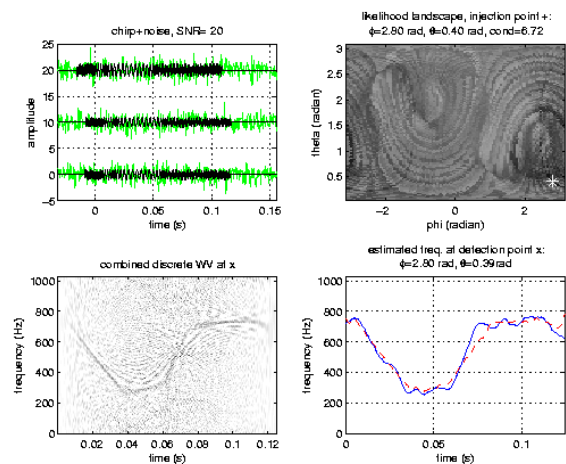 chirp+noise, SNR= 20
25
20
15
10
5
0
−5
amplitude
0
0.05
0.1
0.15
time (s)
likelihood landscape, injection point +:
ϕ=2.80 rad, θ=0.40 rad, cond=6.72
3
2.5
2
1.5
1
0.5
theta (radian)
−2
0
2
phi (radian)
combined discrete WV at x
1000
800
600
400
200
0
frequency (Hz)
0.02
0.04
0.06
0.08
0.1
0.12
time (s)
estimated freq. at detection point x:
ϕ=2.80 rad, θ=0.39rad
1000
800
600
400
200
0
frequency (Hz)
0
0.05
0.1
time (s)